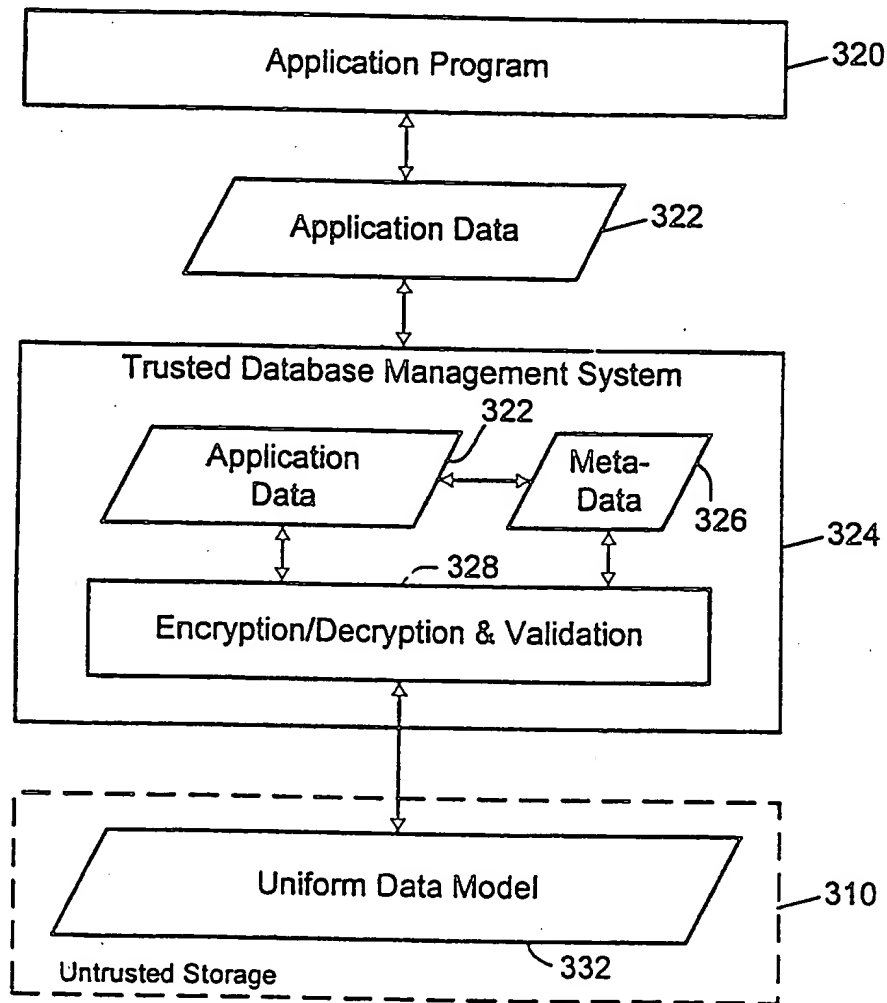 Application Program
320
Application Data
322
Trusted Database Management System
322
Application
Data
Meta-
Data
326
324
328
Encryption/Decryption & Validation
Uniform Data Model
310
332
Untrusted Storage